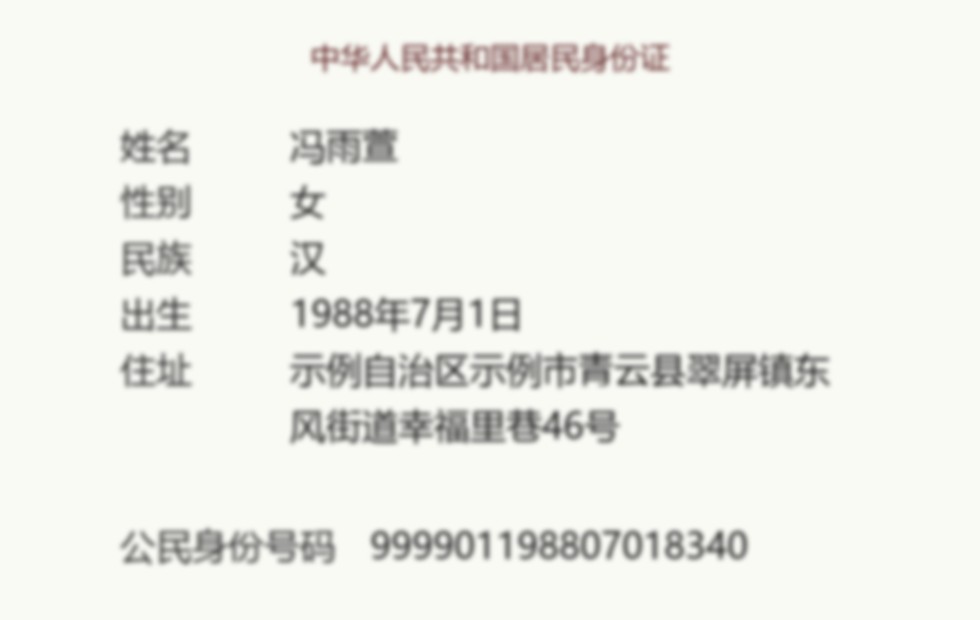 中华人民共和国居民身份证
姓名 冯雨萱
性别 女
民族 汉
出生 1988年7月1日
住址 示例自治区示例市青云县翠屏镇东
风街道幸福里巷46号
公民身份号码 999901198807018340